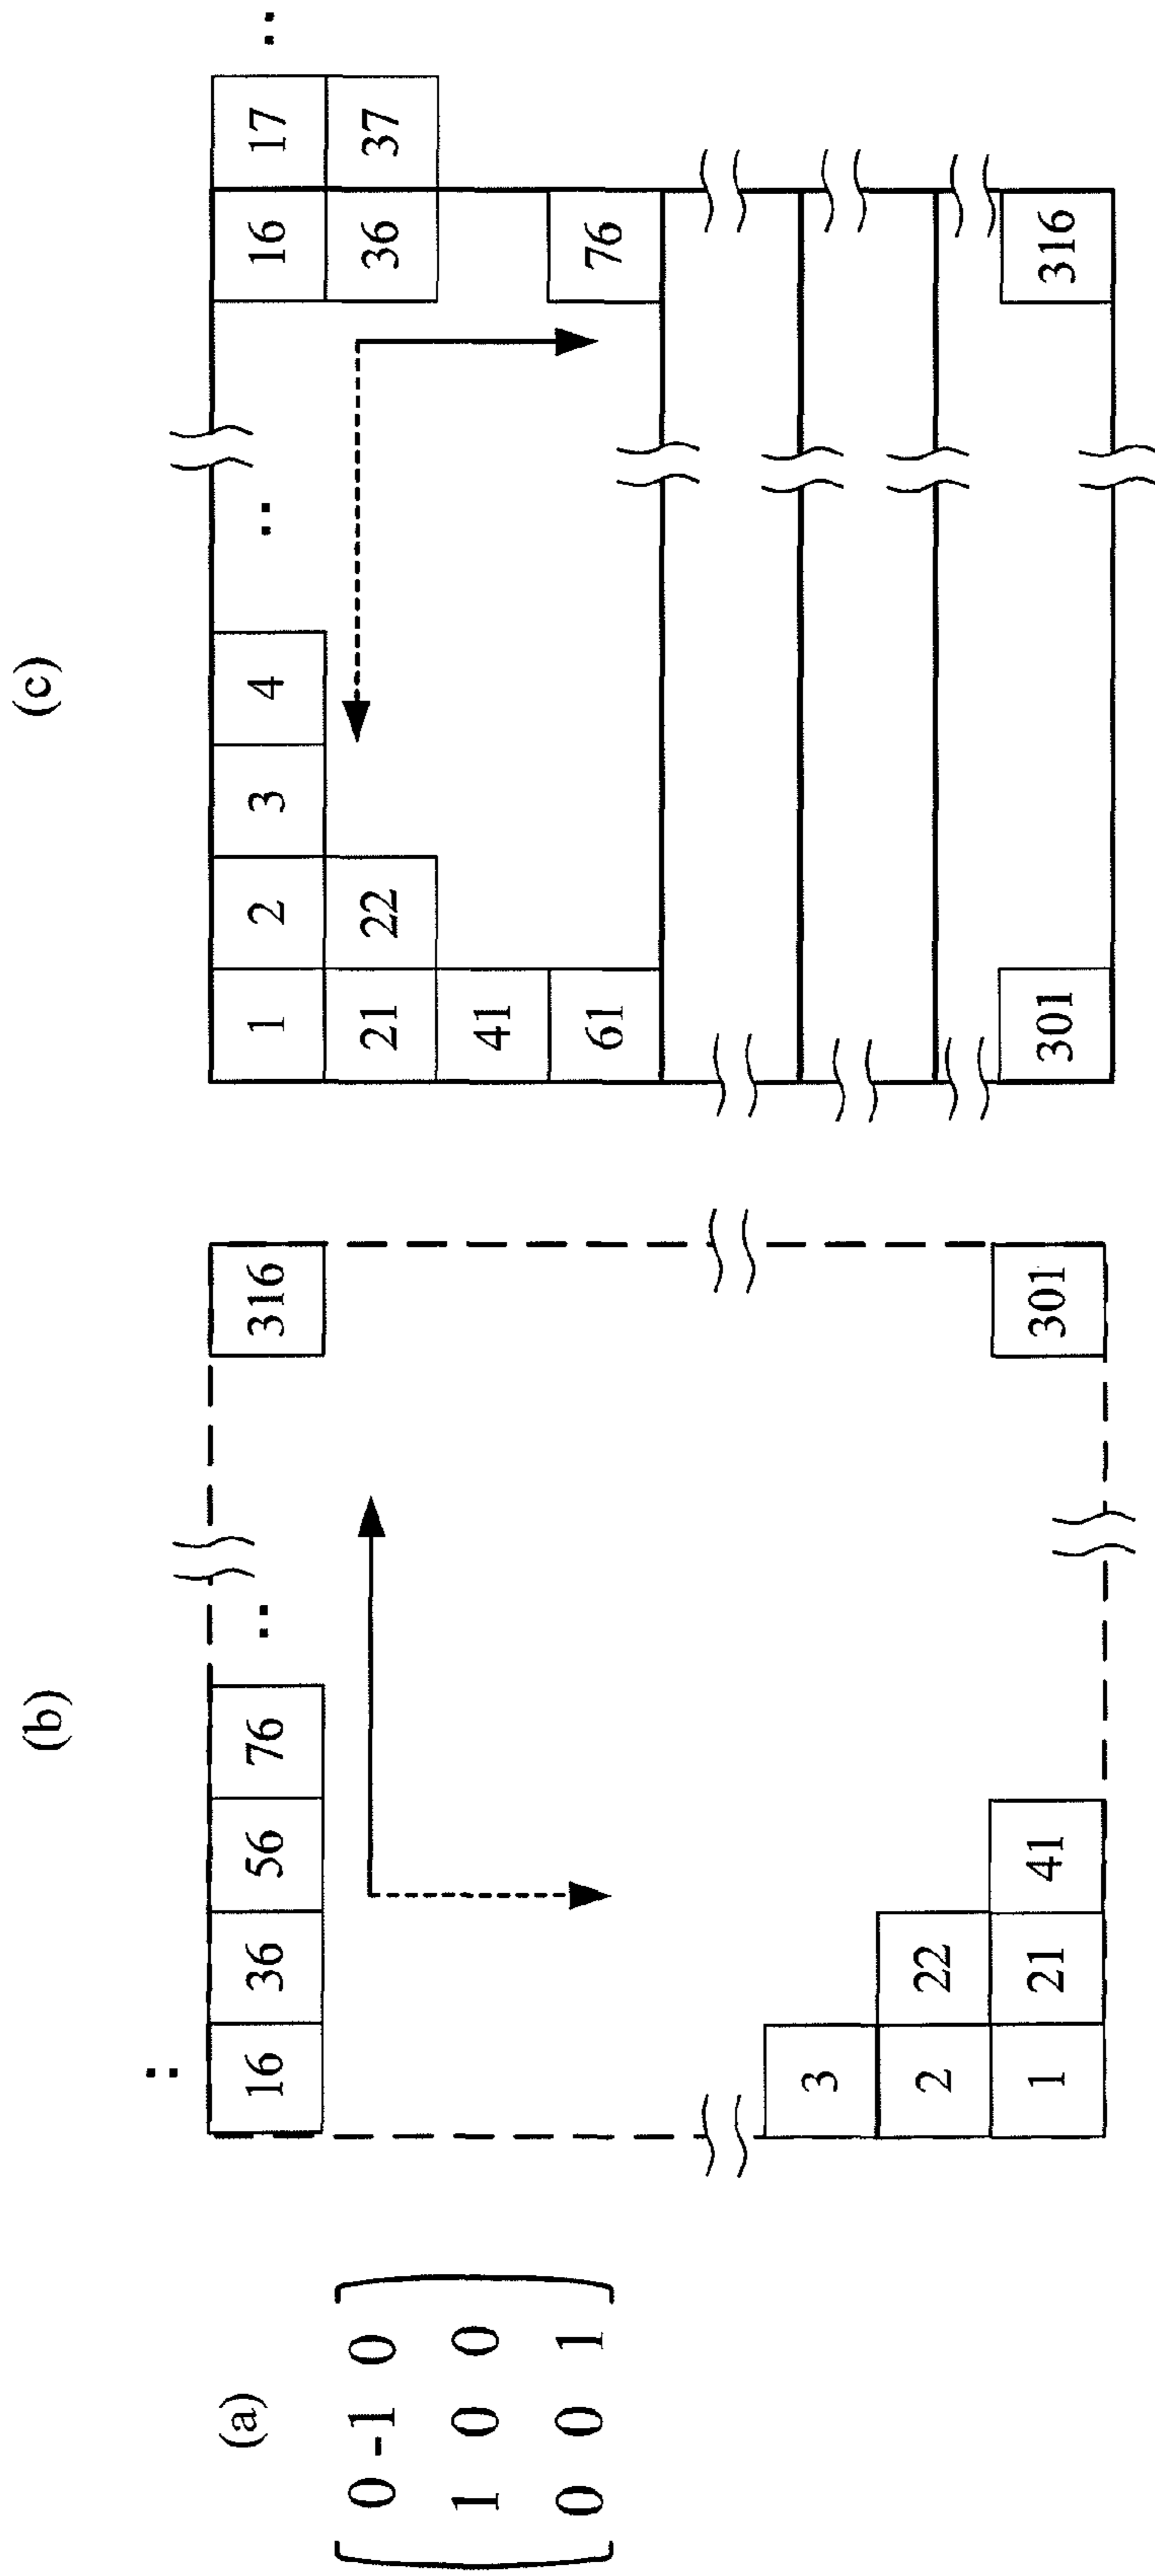 (a)
0 -1 0
1 0 0
0 0 1
(b)
16 36 56 76 ·· 316
··
3
2 22
1 21 41 301
(c)
1 2 3 4 ·· 16 17 ··
21 22 36 37
41
61 76
301 316